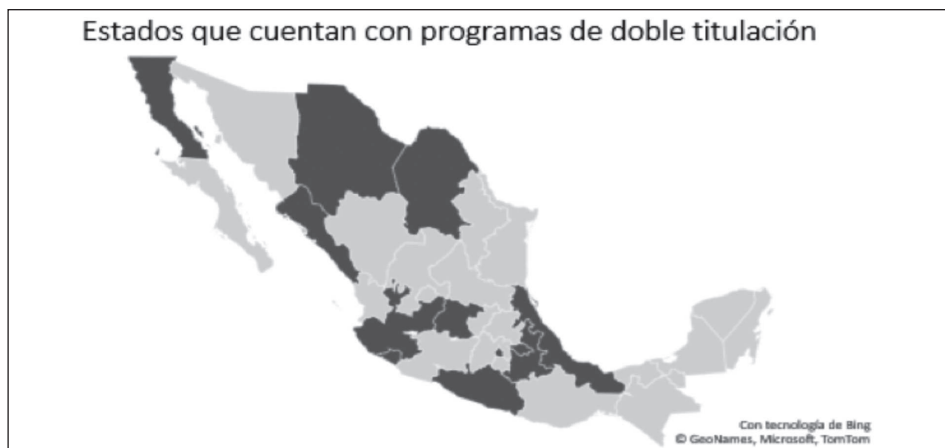 Estados que cuentan con programas de doble titulación
Con tecnología de Bing
© GeoNames, Microsoft, TomTom